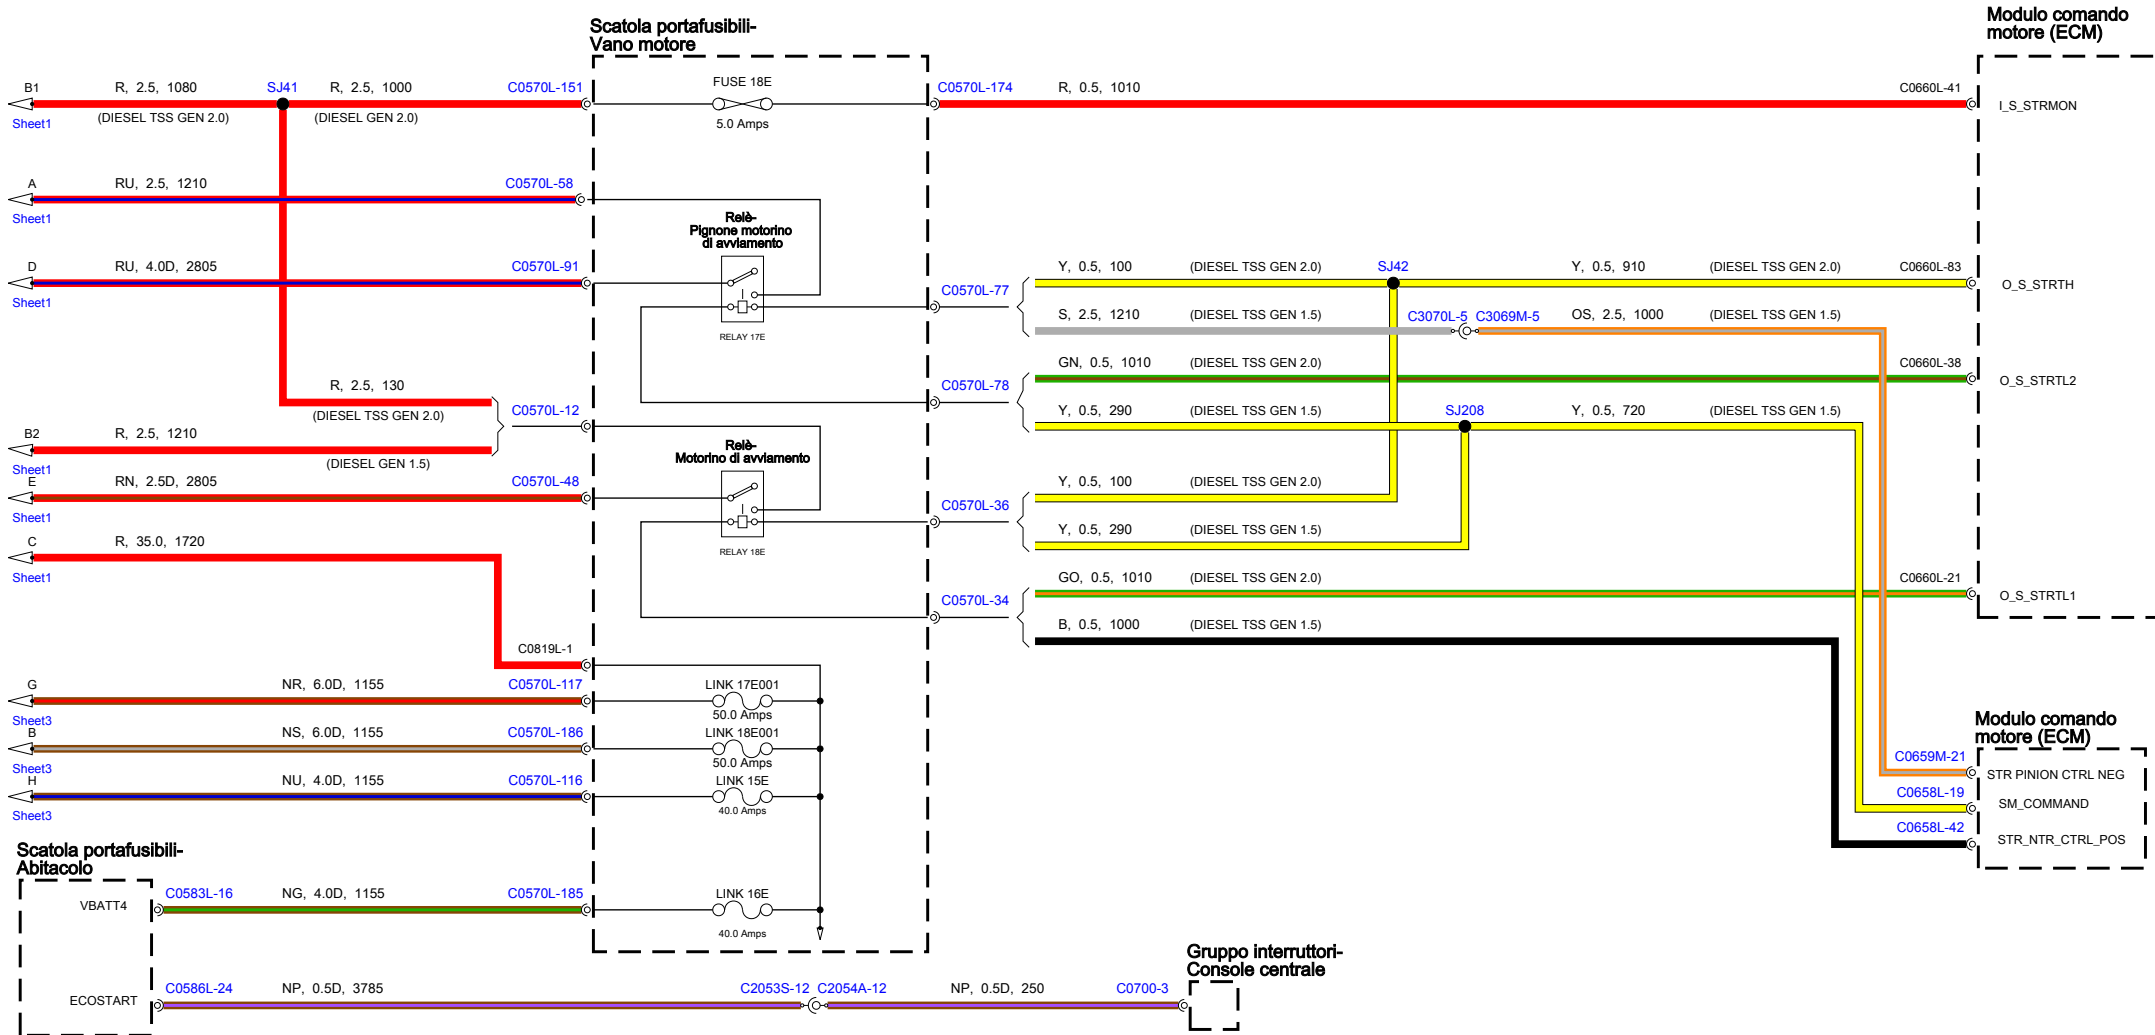 Scatola portafusibili-
Vano motore
Modulo comando
motore (ECM)
B1
R, 2.5, 1080
SJ41
R, 2.5, 1000
C0570L-151
FUSE 18E
C0570L-174
R, 0.5, 1010
C0660L-41
I_S_STRMON
Sheet1
(DIESEL TSS GEN 2.0)
(DIESEL GEN 2.0)
5.0 Amps
A
RU, 2.5, 1210
C0570L-58
Sheet1
Relè-
Pignone motorino
di avviamento
D
RU, 4.0D, 2805
C0570L-91
Sheet1
RELAY 17E
C0570L-77
Y, 0.5, 100
(DIESEL TSS GEN 2.0)
SJ42
Y, 0.5, 910
(DIESEL TSS GEN 2.0)
C0660L-83
O_S_STRTH
S, 2.5, 1210
(DIESEL TSS GEN 1.5)
C3070L-5
C3069M-5
OS, 2.5, 1000
(DIESEL TSS GEN 1.5)
C0570L-78
GN, 0.5, 1010
(DIESEL TSS GEN 2.0)
C0660L-38
O_S_STRTL2
Y, 0.5, 290
(DIESEL TSS GEN 1.5)
SJ208
Y, 0.5, 720
(DIESEL TSS GEN 1.5)
R, 2.5, 130
(DIESEL TSS GEN 2.0)
C0570L-12
B2
R, 2.5, 1210
Sheet1
(DIESEL GEN 1.5)
Relè-
Motorino di avviamento
E
RN, 2.5D, 2805
C0570L-48
Sheet1
RELAY 18E
C0570L-36
Y, 0.5, 100
(DIESEL TSS GEN 2.0)
Y, 0.5, 290
(DIESEL TSS GEN 1.5)
C
R, 35.0, 1720
Sheet1
C0570L-34
GO, 0.5, 1010
(DIESEL TSS GEN 2.0)
C0660L-21
O_S_STRTL1
B, 0.5, 1000
(DIESEL TSS GEN 1.5)
C0819L-1
G
NR, 6.0D, 1155
C0570L-117
LINK 17E001
50.0 Amps
Sheet3
B
NS, 6.0D, 1155
C0570L-186
LINK 18E001
50.0 Amps
Sheet3
H
NU, 4.0D, 1155
C0570L-116
LINK 15E
40.0 Amps
Sheet3
Modulo comando
motore (ECM)
C0659M-21
STR PINION CTRL NEG
C0658L-19
SM_COMMAND
C0658L-42
STR_NTR_CTRL_POS
Scatola portafusibili-
Abitacolo
VBATT4
C0583L-16
NG, 4.0D, 1155
C0570L-185
LINK 16E
40.0 Amps
Gruppo interruttori-
Console centrale
ECOSTART
C0586L-24
NP, 0.5D, 3785
C2053S-12
C2054A-12
NP, 0.5D, 250
C0700-3